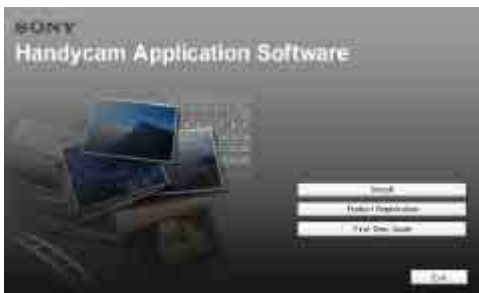 SONY
Handycam Application Software
Install
Product Registration
First Step Guide
Exit